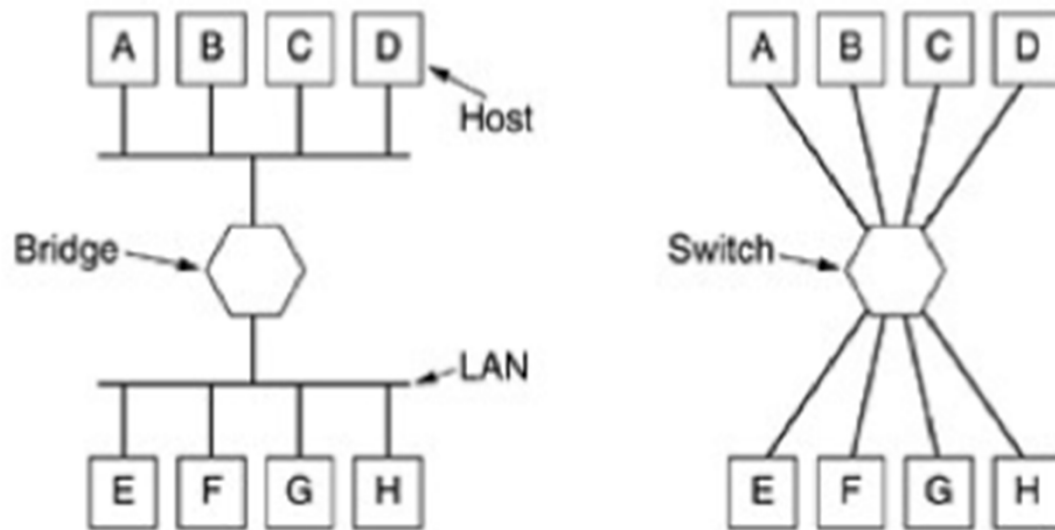 A B C D
Host
Bridge
LAN
E F G H
A B C D
Switch
E F G H